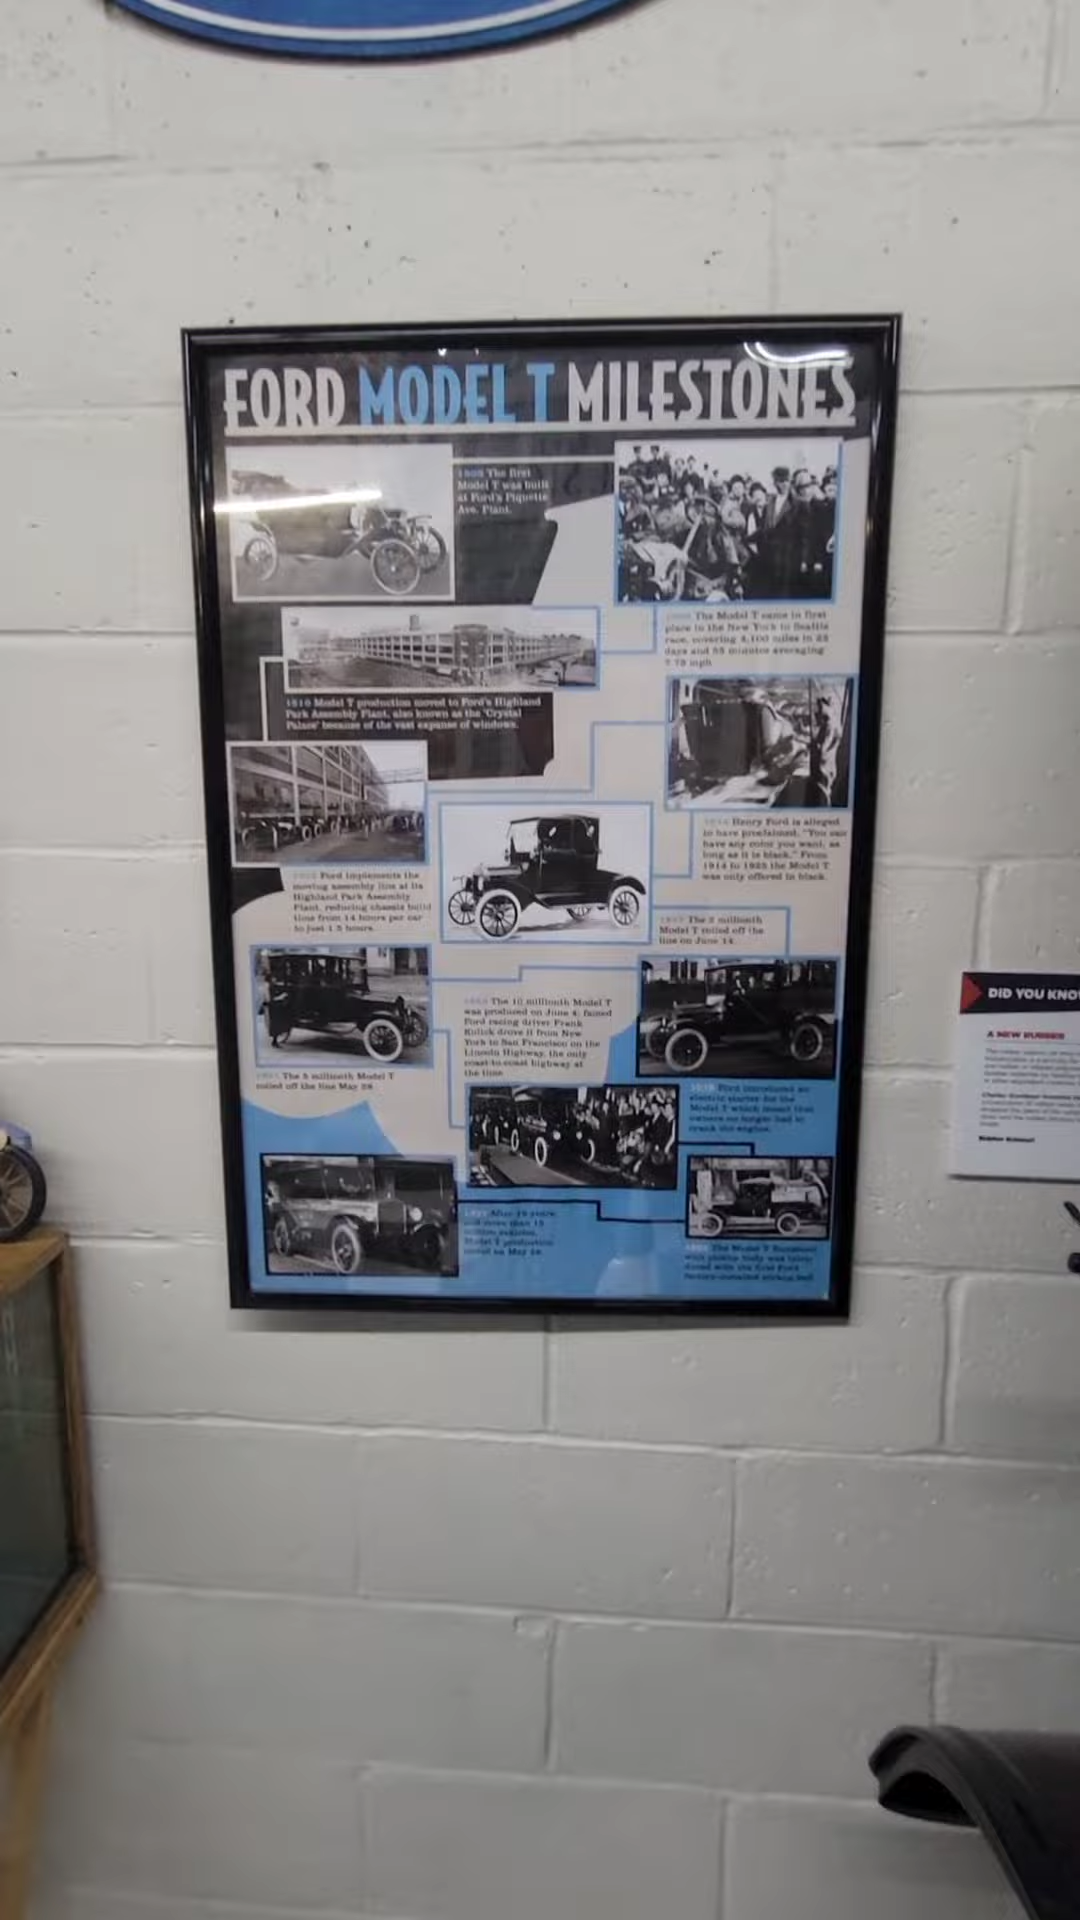 FORD MODEL T MILESTONES
The first
Model T was built
at Ford's Piquette
Ave. Plant.
The Model T came in first
place in the New York to Seattle
race, covering 4,100 miles in
days and 55 minutes averaging
mph
1910 Model T production moved to Ford's Highland
Park Assembly Plant, also known as the 'Crystal
Palace' because of the vast expanse of windows.
Ford implements the
moving assembly line at its
Highland Park Assembly
Plant, reducing chassis build
time from 14 hours per car
to just 1.5 hours.
Henry Ford is alleged
to have proclaimed, "You can
have any color you want, as
long as it is black." From
1914 to 1925 the Model T
was only offered in black.
The 2 millionth
Model T rolled off the
line on June 14.
Ford introduced an
electric starter for the
Model T which meant that
owners no longer had to
crank the engine.
The 5 millionth Model T
rolled off the line May 28
The 10 millionth Model T
was produced on June 4; famed
Ford racing driver Frank
Kulick drove it from New
York to San Francisco on the
Lincoln Highway, the only
coast-to-coast highway at
the time
The Model T Runabout
with pickup body was
with the first Ford
factory-installed pickup bed
After 19 years
and more than 15
million vehicles,
Model T production
ended on May 26.
DID YOU KNO
A NEW RUBBER